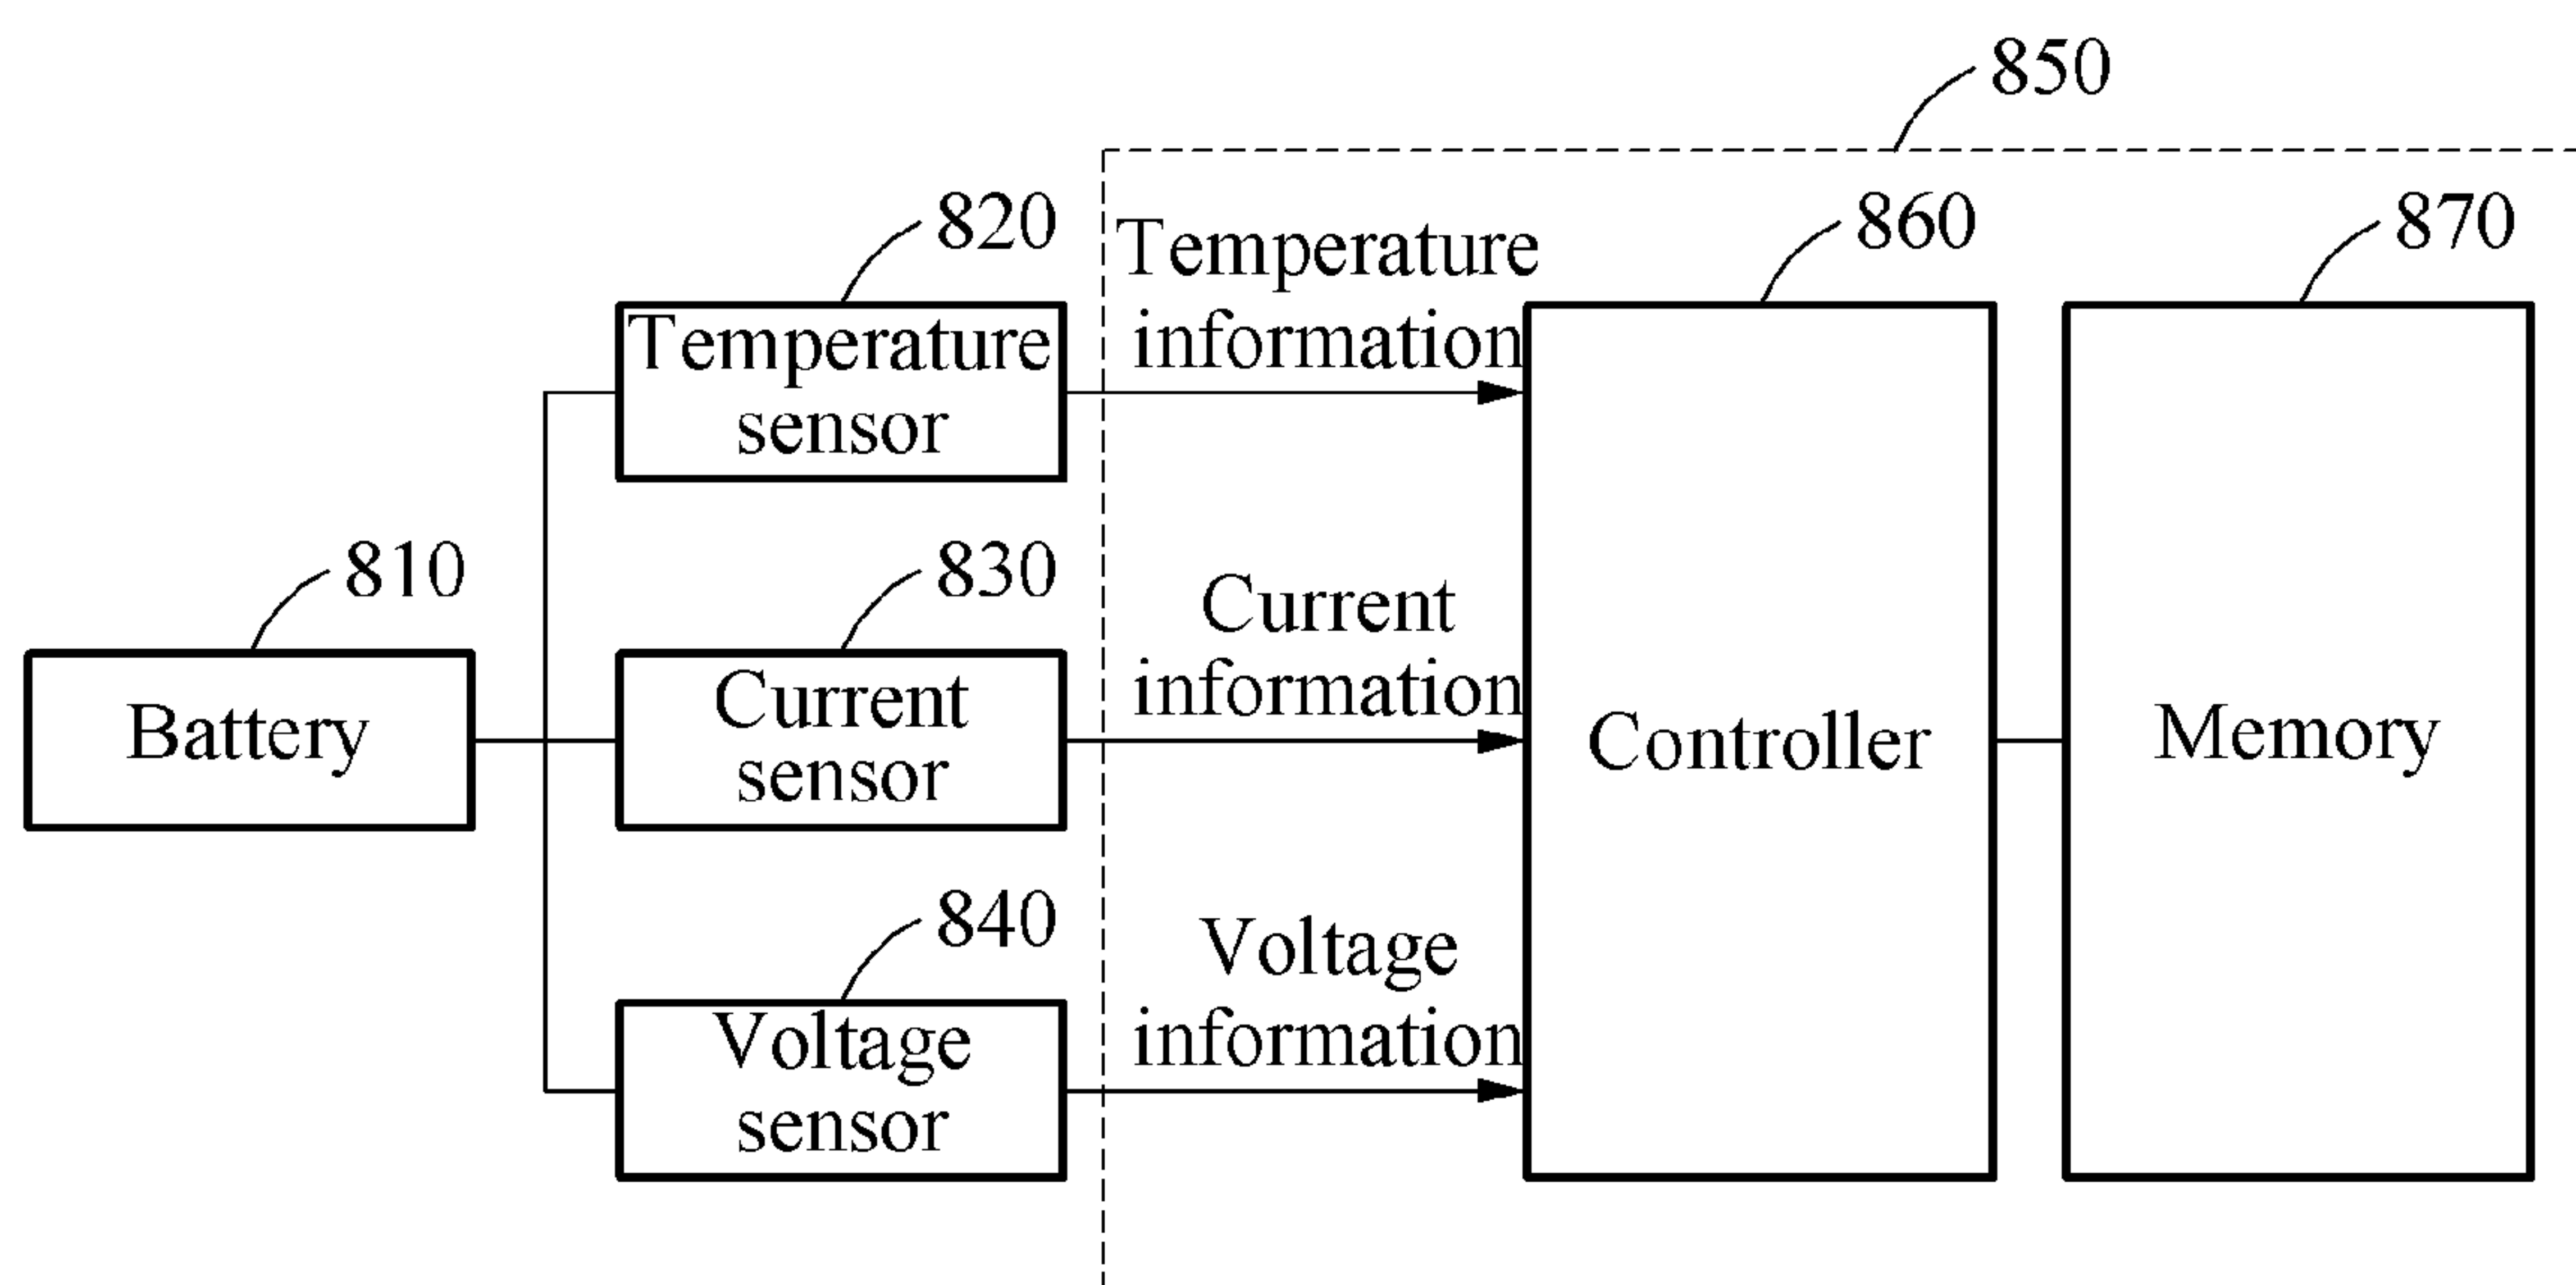 850
820
Temperature
information
860
870
Temperature
sensor
810
830
Current
information
Battery
Current
sensor
Controller
Memory
840
Voltage
information
Voltage
sensor